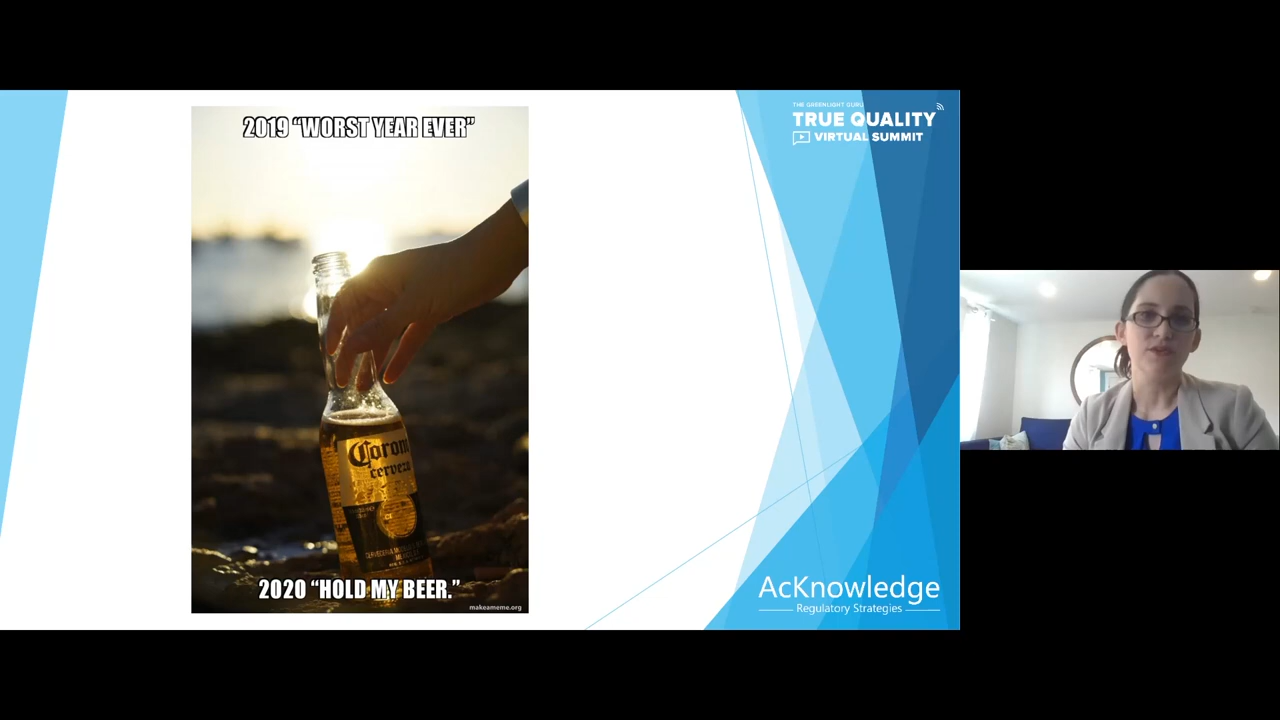 2019 “WORST YEAR EVER”
Corona
cerveza
2020 “HOLD MY BEER.”
makeameme.org
THE GREENLIGHT GURU
TRUE QUALITY
VIRTUAL SUMMIT
AcKnowledge
Regulatory Strategies